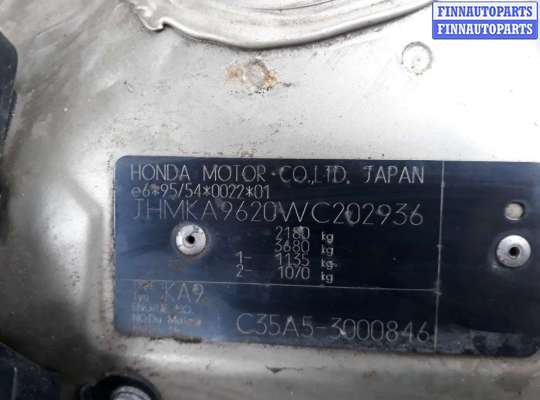 FINNAUTOPARTS
FINNAUTOPARTS
HONDA MOTOR CO.,LTD. JAPAN
e6*95/54*0022*01
JHMKA9620WC202936
2180 kg
3680 kg
1- 1135 kg
2- 1070 kg
Typ KA9
C35A5-3000846